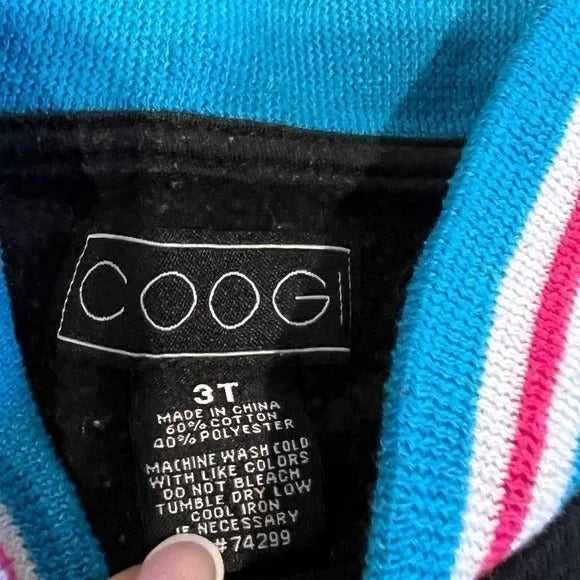 COOGI
3T
MADE IN CHINA
60% COTTON
40% POLYESTER
MACHINE WASH COLD
WITH LIKE COLORS
DO NOT BLEACH
TUMBLE DRY LOW
COOL IRON
IF NECESSARY
#74299